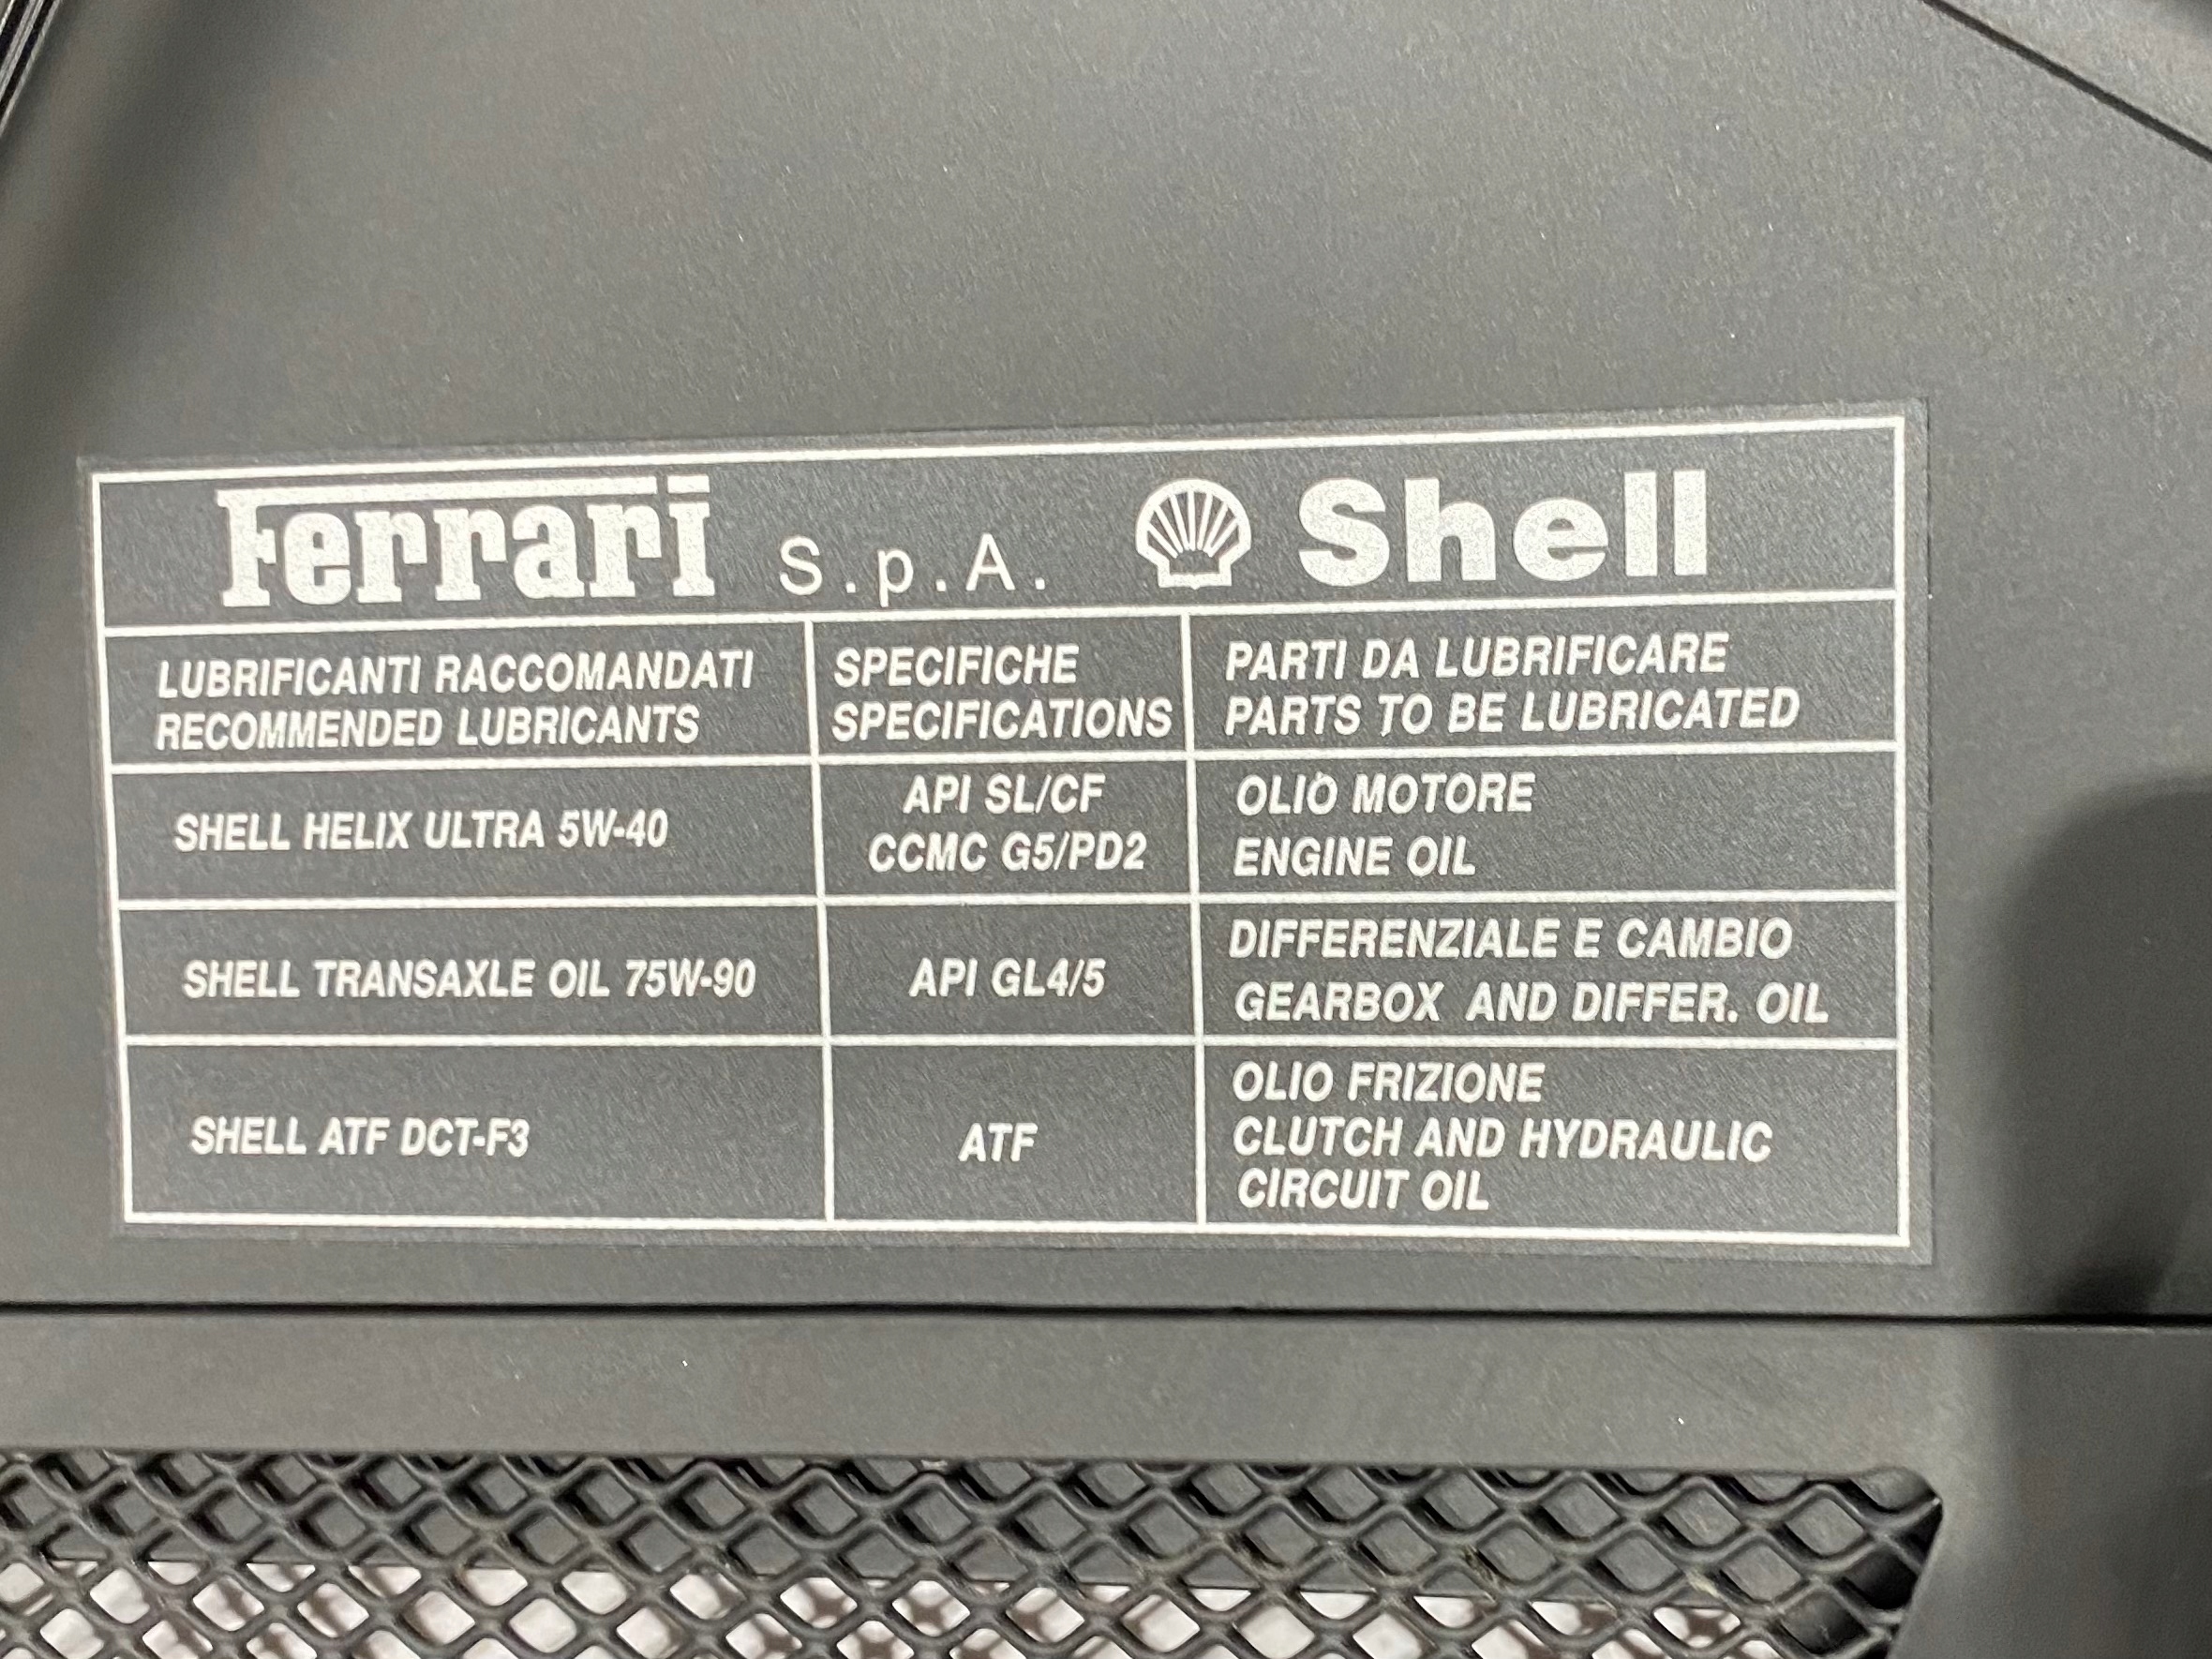 Ferrari S.p.A. Shell
LUBRIFICANTI RACCOMANDATI
RECOMMENDED LUBRICANTS
SPECIFICHE
SPECIFICATIONS
PARTI DA LUBRIFICARE
PARTS TO BE LUBRICATED
SHELL HELIX ULTRA 5W-40
API SL/CF
CCMC G5/PD2
OLIO MOTORE
ENGINE OIL
SHELL TRANSAXLE OIL 75W-90
API GL4/5
DIFFERENZIALE E CAMBIO
GEARBOX AND DIFFER. OIL
SHELL ATF DCT-F3
ATF
OLIO FRIZIONE
CLUTCH AND HYDRAULIC
CIRCUIT OIL